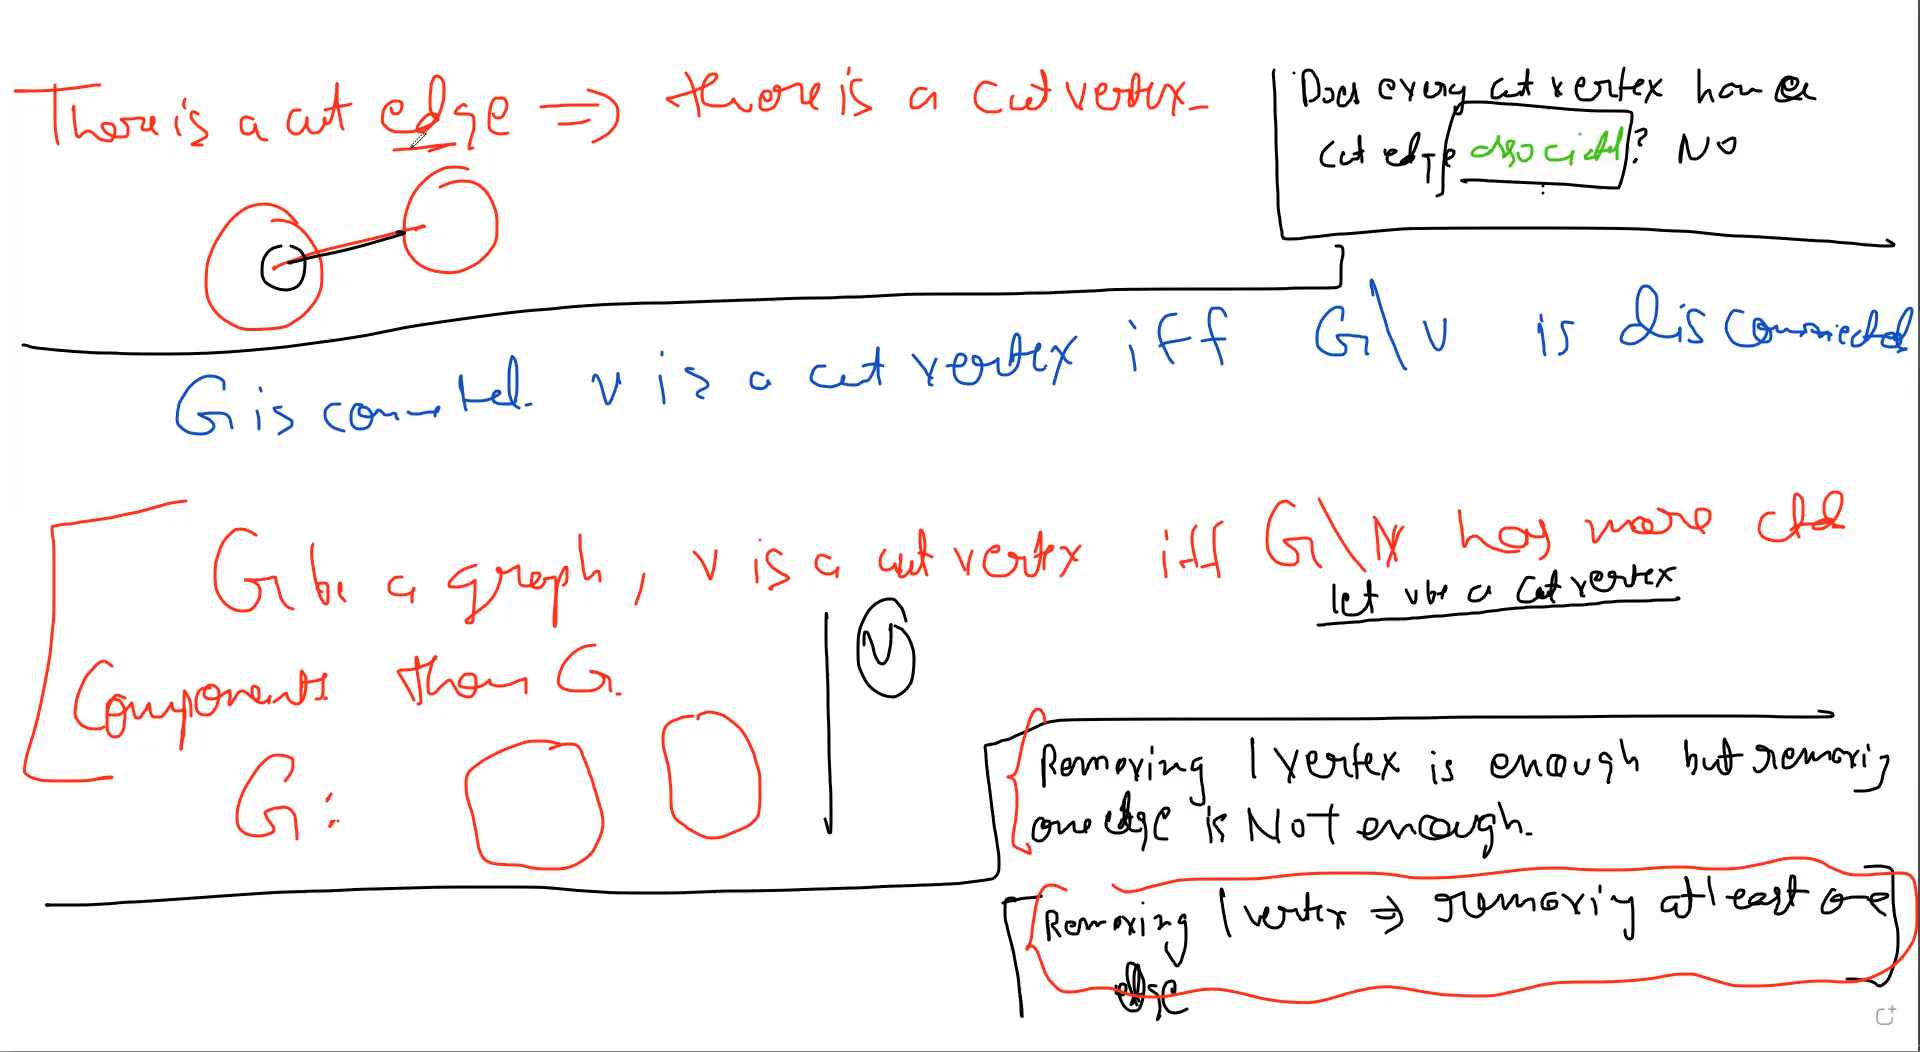 There is a cut edge ⇒ there is a cut vertex.
Does every cut vertex have a
cut edge associated? NO
G is connected. v is a cut vertex iff G\v is disconnected
G be a graph, v is a cut vertex iff G\v has more ctd
let v be a cut vertex
components than G.
v
G:
Removing 1 vertex is enough but removing
one edge is NOT enough.
Removing 1 vertex ⇒ removing at least one
edge